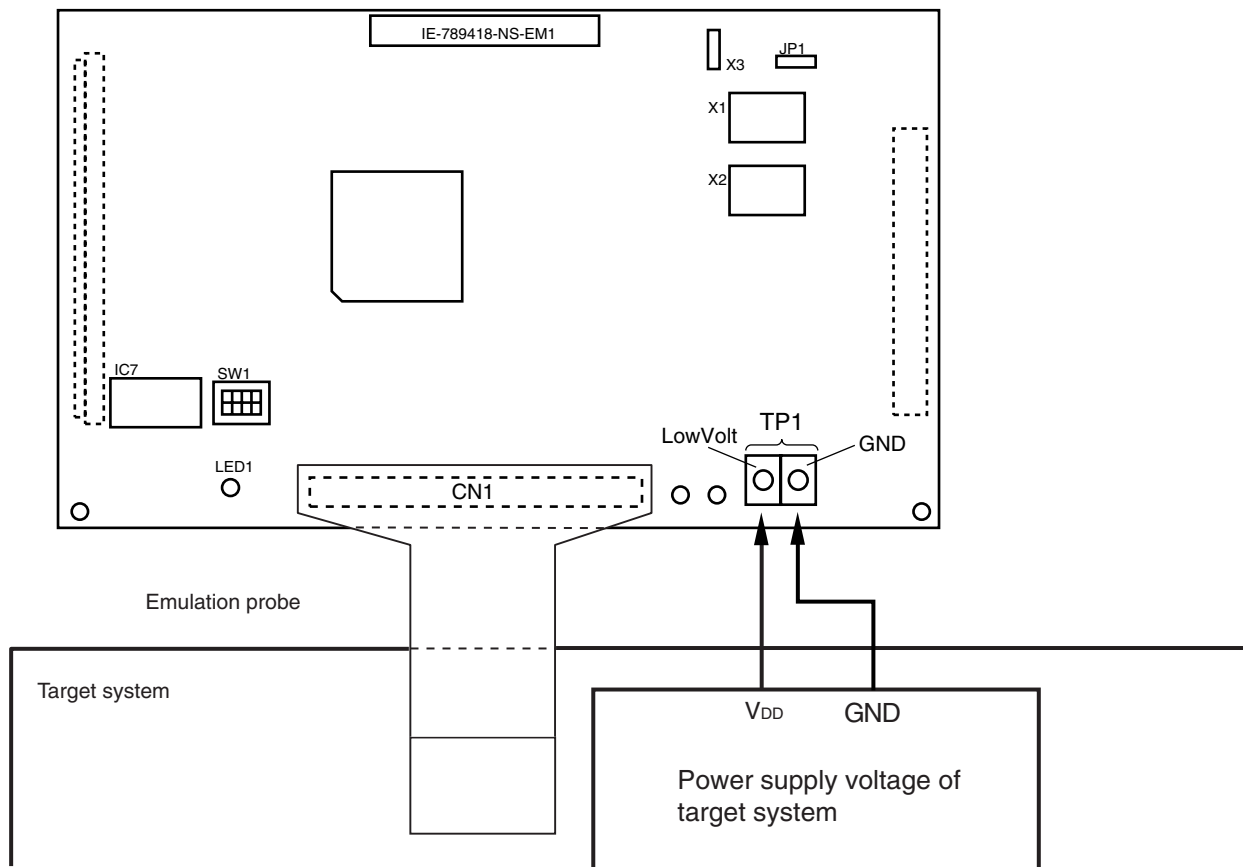 IE-789418-NS-EM1
X3
JP1
X1
X2
IC7
SW1
TP1
LowVolt
GND
LED1
CN1
Emulation probe
Target system
VDD
GND
Power supply voltage of
target system